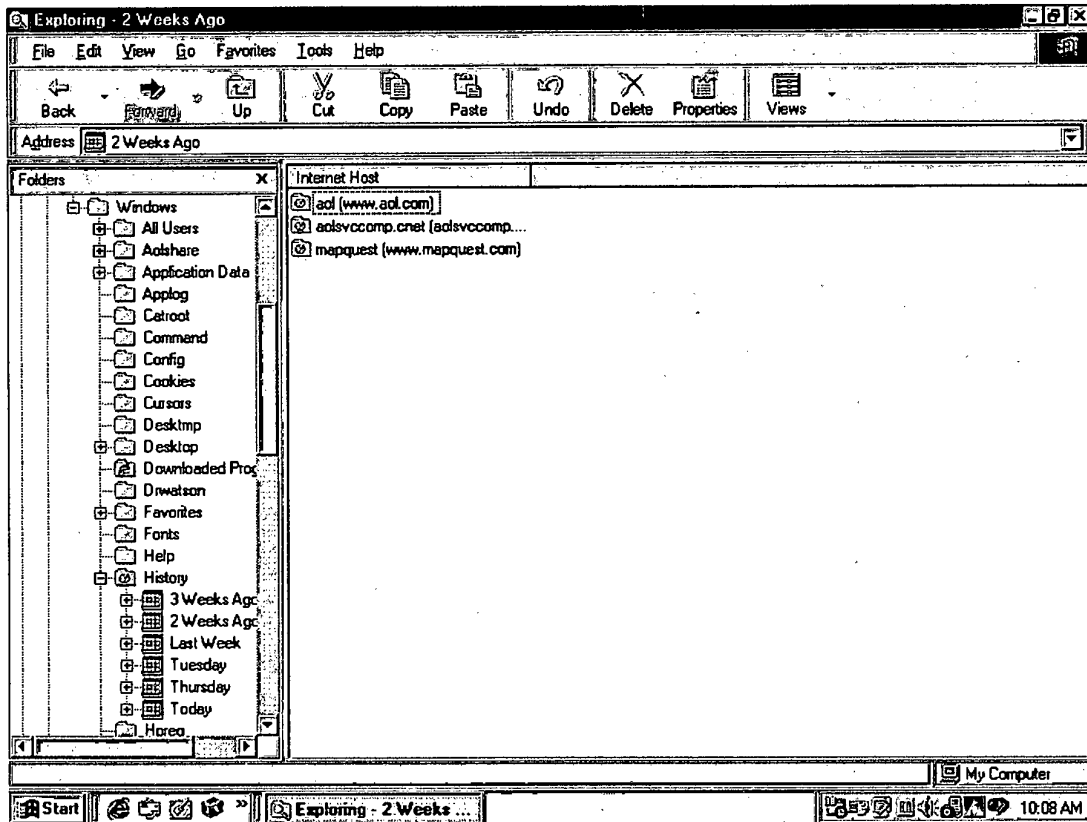 Exploring - 2 Weeks Ago
File Edit View Go Favorites Tools Help
Back Forward Up Cut Copy Paste Undo Delete Properties Views
Address 2 Weeks Ago
Folders x Internet Host
Windows
All Users
Aolshare
Application Data
Applog
Catroot
Command
Config
Cookies
Cursors
Desktmp
Desktop
Downloaded Prog
Drwatson
Favorites
Fonts
Help
History
3 Weeks Ago
2 Weeks Ago
Last Week
Tuesday
Thursday
Today
aol (www.aol.com)
aolsvccomp.cnet (aolsvccomp....
mapquest (www.mapquest.com)
My Computer
Start » Exploring - 2 Weeks ... 10:08 AM